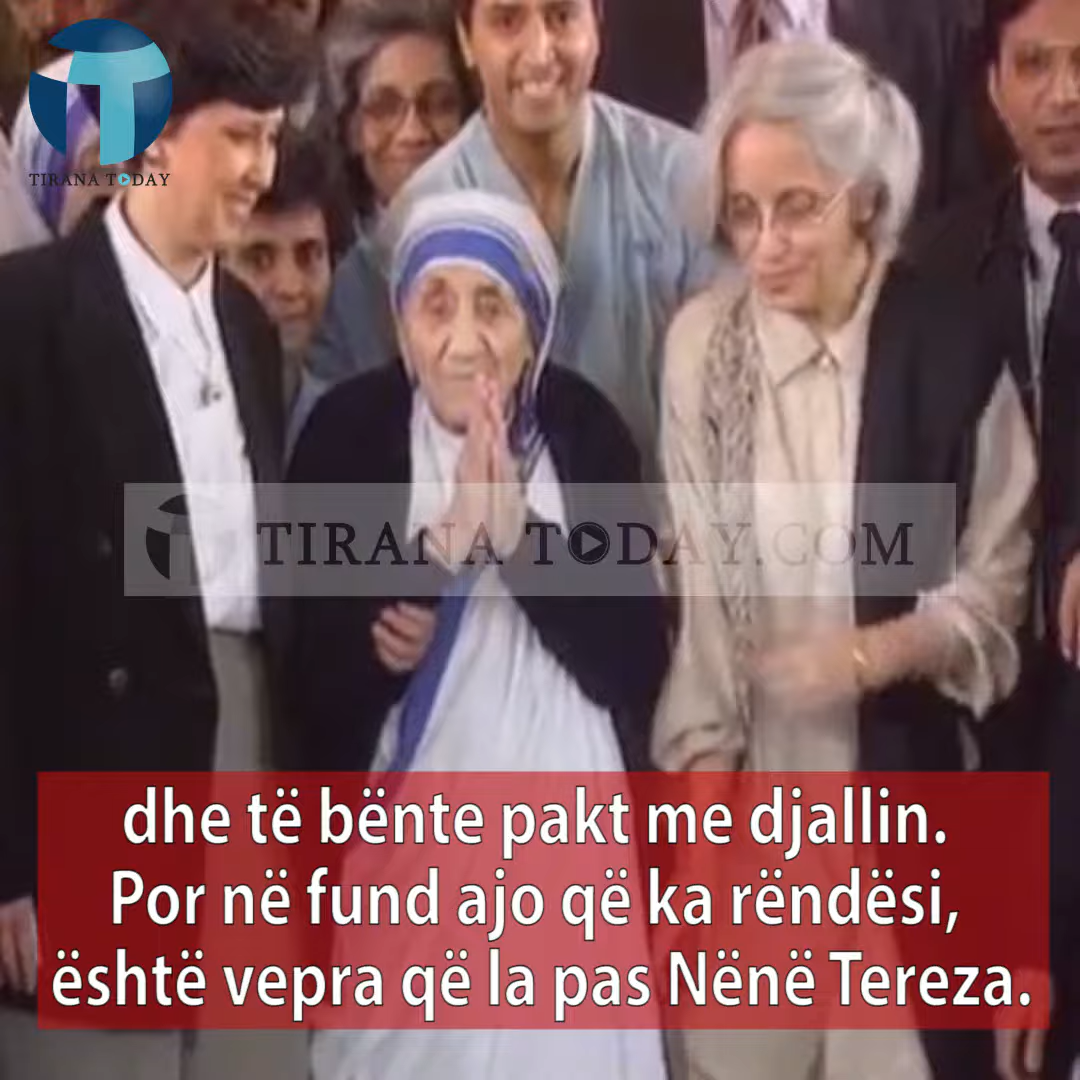 TIRANA TODAY
TIRANA TODAY.COM
dhe të bënte pakt me djallin.
Por në fund ajo që ka rëndësi,
është vepra që la pas Nënë Tereza.